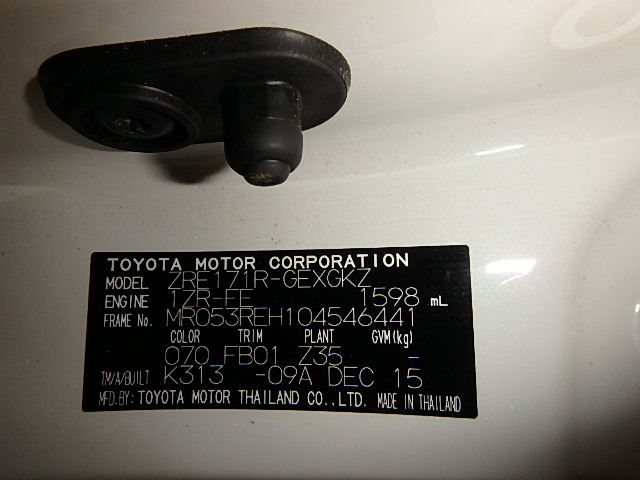 TOYOTA MOTOR CORPORATION
MODEL ZRE171R-GEXGKZ
ENGINE 1ZR-FE 1598 mL
FRAME No. MR053REH104546441
COLOR TRIM PLANT GVM(kg)
070 FB01 Z35 -
TM/A/BUILT K313 -09A DEC 15
MFD.BY: TOYOTA MOTOR THAILAND CO.,LTD. MADE IN THAILAND